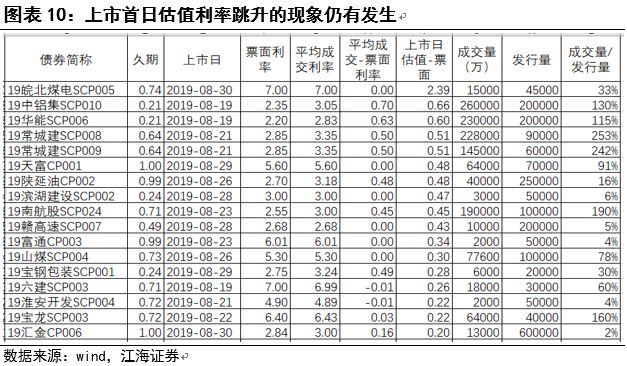 图表 10：上市首日估值利率跳升的现象仍有发生
债券简称 久期 上市日 票面利率 平均成交利率 平均成交-票面利率 上市日估值-票面 成交量（万） 发行量 成交量/发行量
19皖北煤电SCP005 0.74 2019-08-30 7.00 7.00 0.00 2.39 15000 45000 33%
19中铝集SCP010 0.21 2019-08-19 2.35 3.05 0.70 0.66 260000 200000 130%
19华能SCP006 0.21 2019-08-19 2.20 2.83 0.63 0.60 230000 200000 115%
19常城建SCP008 0.64 2019-08-21 2.85 3.35 0.50 0.51 228000 90000 253%
19常城建SCP009 0.64 2019-08-21 2.85 3.35 0.50 0.51 145000 60000 242%
19天富CP001 1.00 2019-08-29 5.60 5.60 0.00 0.48 64000 70000 91%
19陕延油CP002 0.99 2019-08-26 2.70 3.18 0.48 0.48 40000 250000 16%
19滨湖建设SCP002 0.24 2019-08-28 3.00 3.00 0.00 0.47 3000 50000 6%
19南航股SCP024 0.71 2019-08-23 2.55 3.00 0.45 0.45 190000 100000 190%
19赣高速SCP007 0.49 2019-08-28 2.68 2.68 0.00 0.43 10000 200000 5%
19富通CP003 0.99 2019-08-23 6.01 6.01 0.00 0.34 2000 50000 4%
19山煤SCP004 0.73 2019-08-26 5.30 5.30 0.00 0.30 77600 100000 78%
19宝钢包装SCP001 0.24 2019-08-29 2.75 3.24 0.49 0.28 6000 20000 30%
19六建SCP003 0.71 2019-08-16 7.00 6.99 -0.01 0.26 18000 30000 60%
19淮安开发SCP004 0.72 2019-08-21 4.90 4.89 -0.01 0.22 2000 50000 4%
19宝龙SCP003 0.72 2019-08-22 6.40 6.43 0.03 0.22 64000 40000 160%
19汇金CP006 1.00 2019-08-30 2.84 3.00 0.16 0.20 13000 600000 2%
数据来源：wind，江海证券